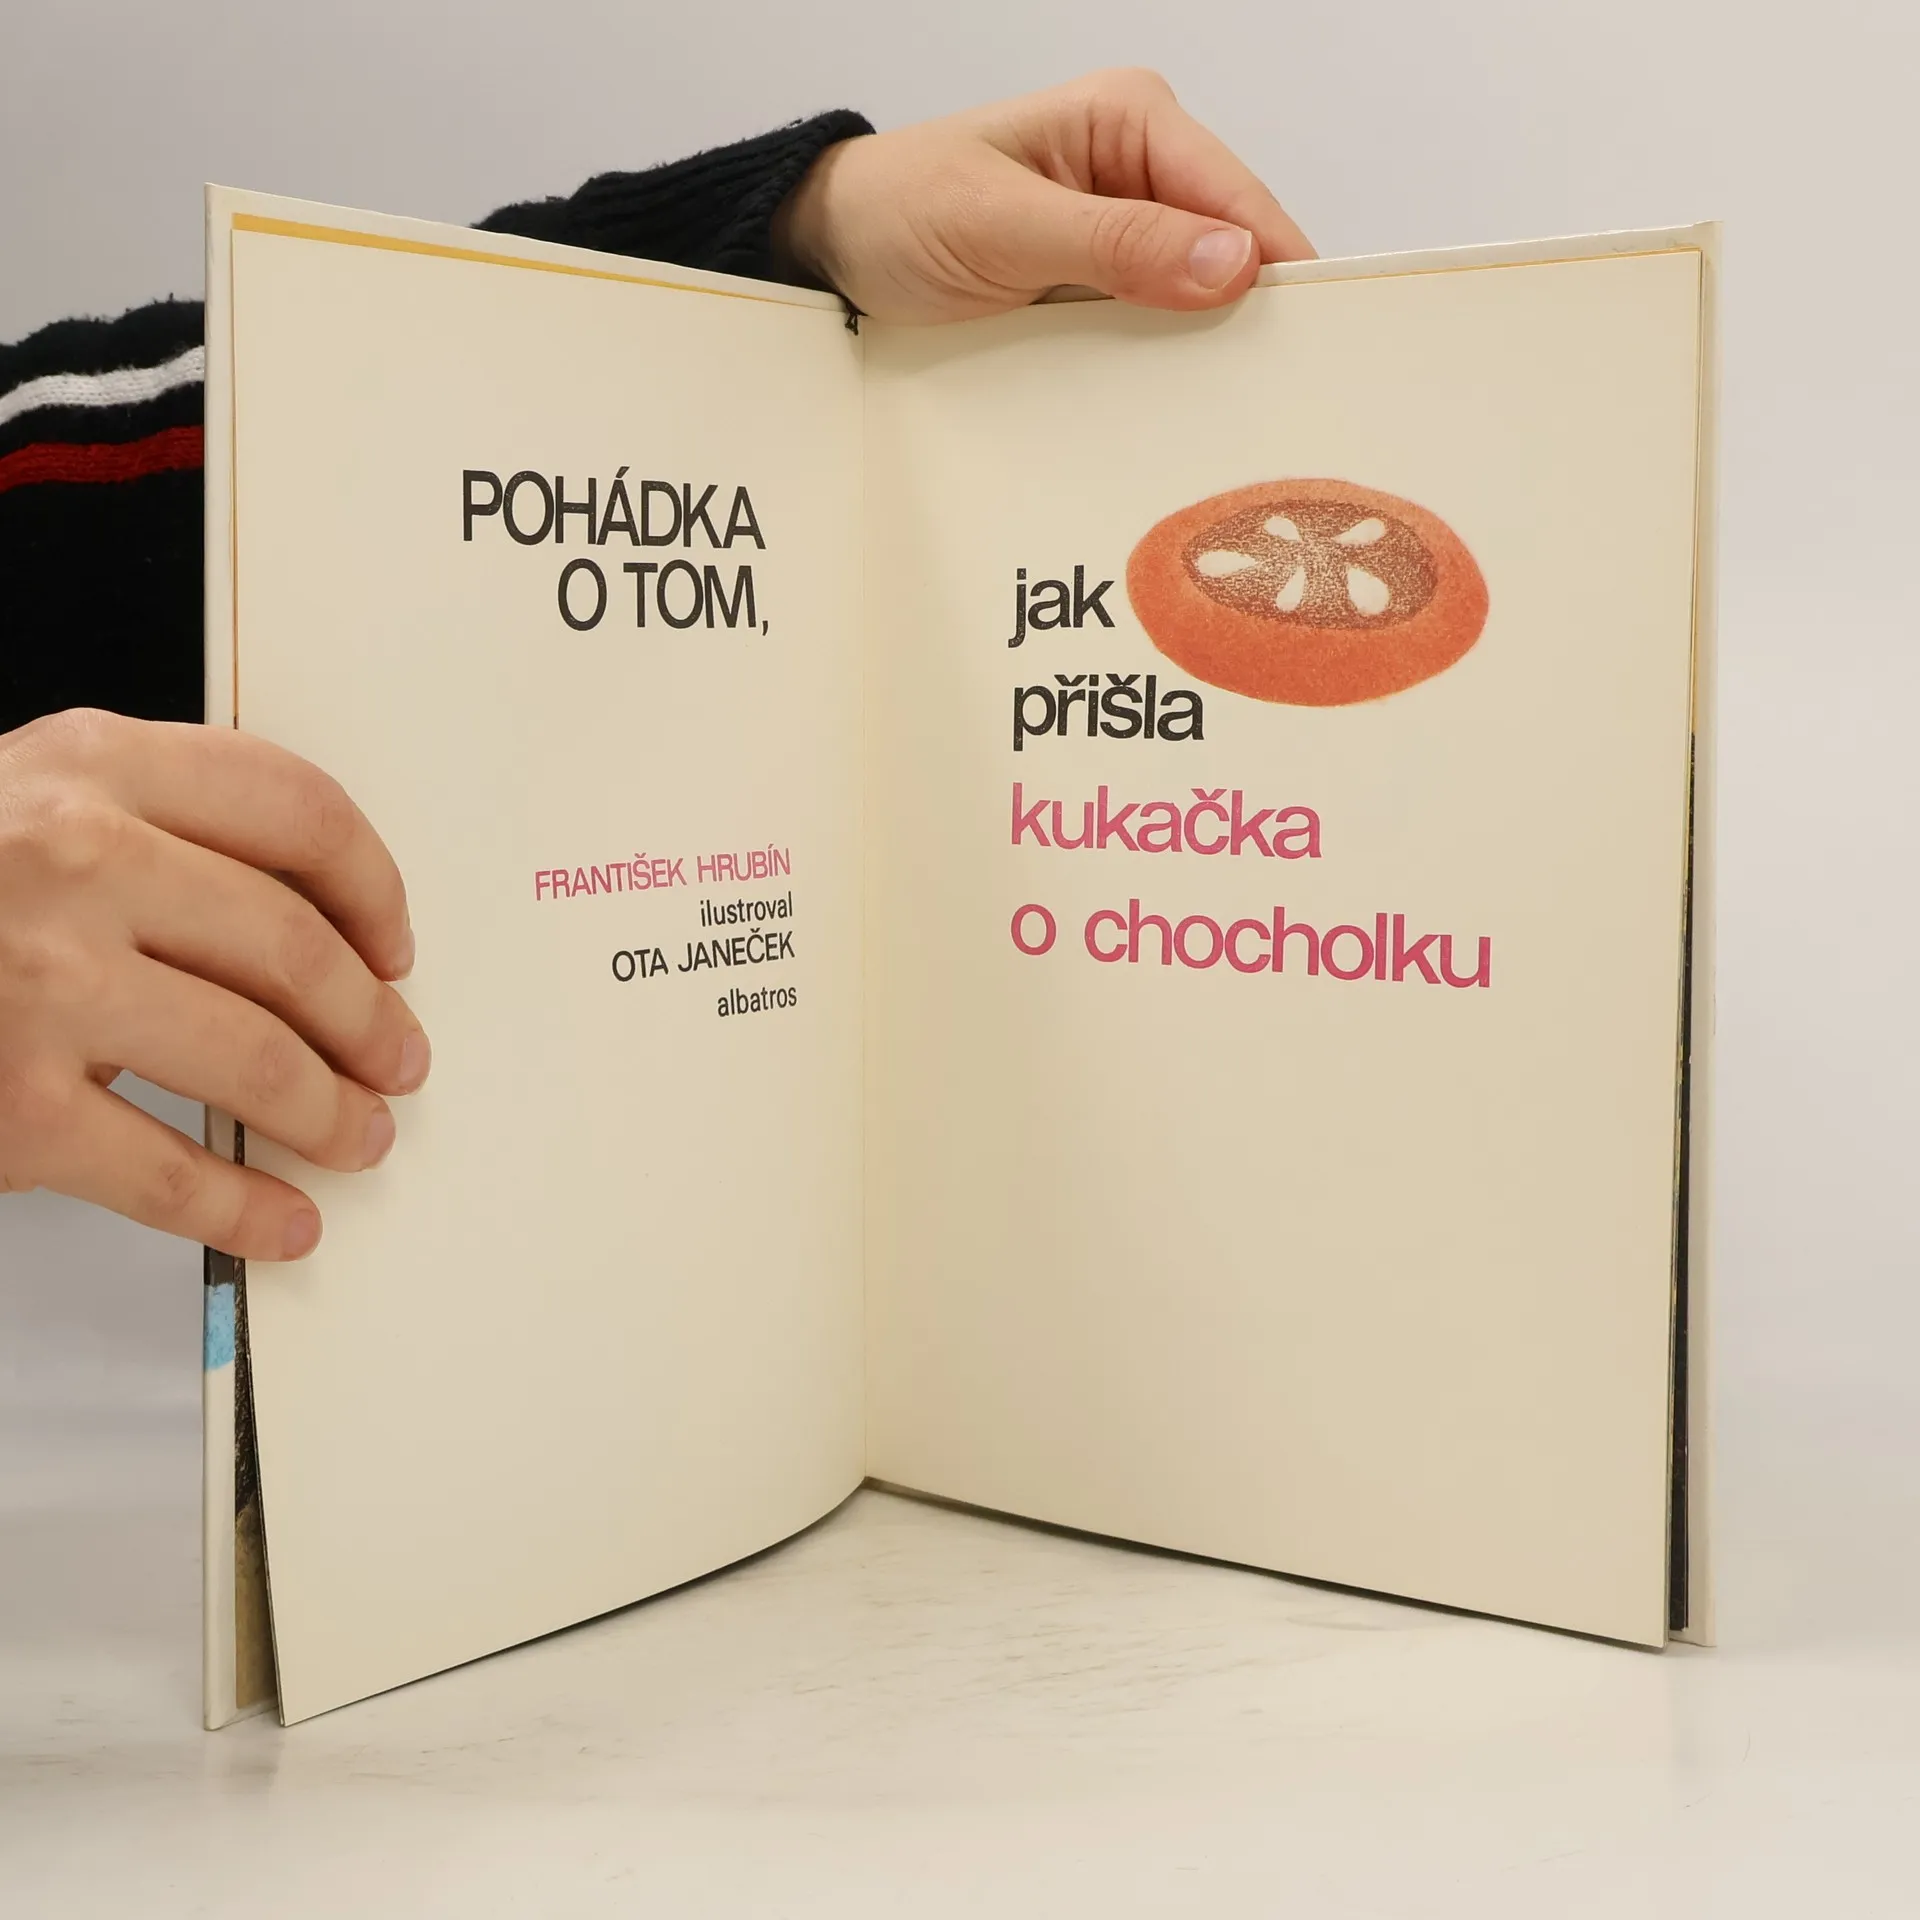 POHÁDKA
O TOM,
FRANTIŠEK HRUBÍN
ilustroval
OTA JANEČEK
albatros
jak
přišla
kukačka
o chocholku